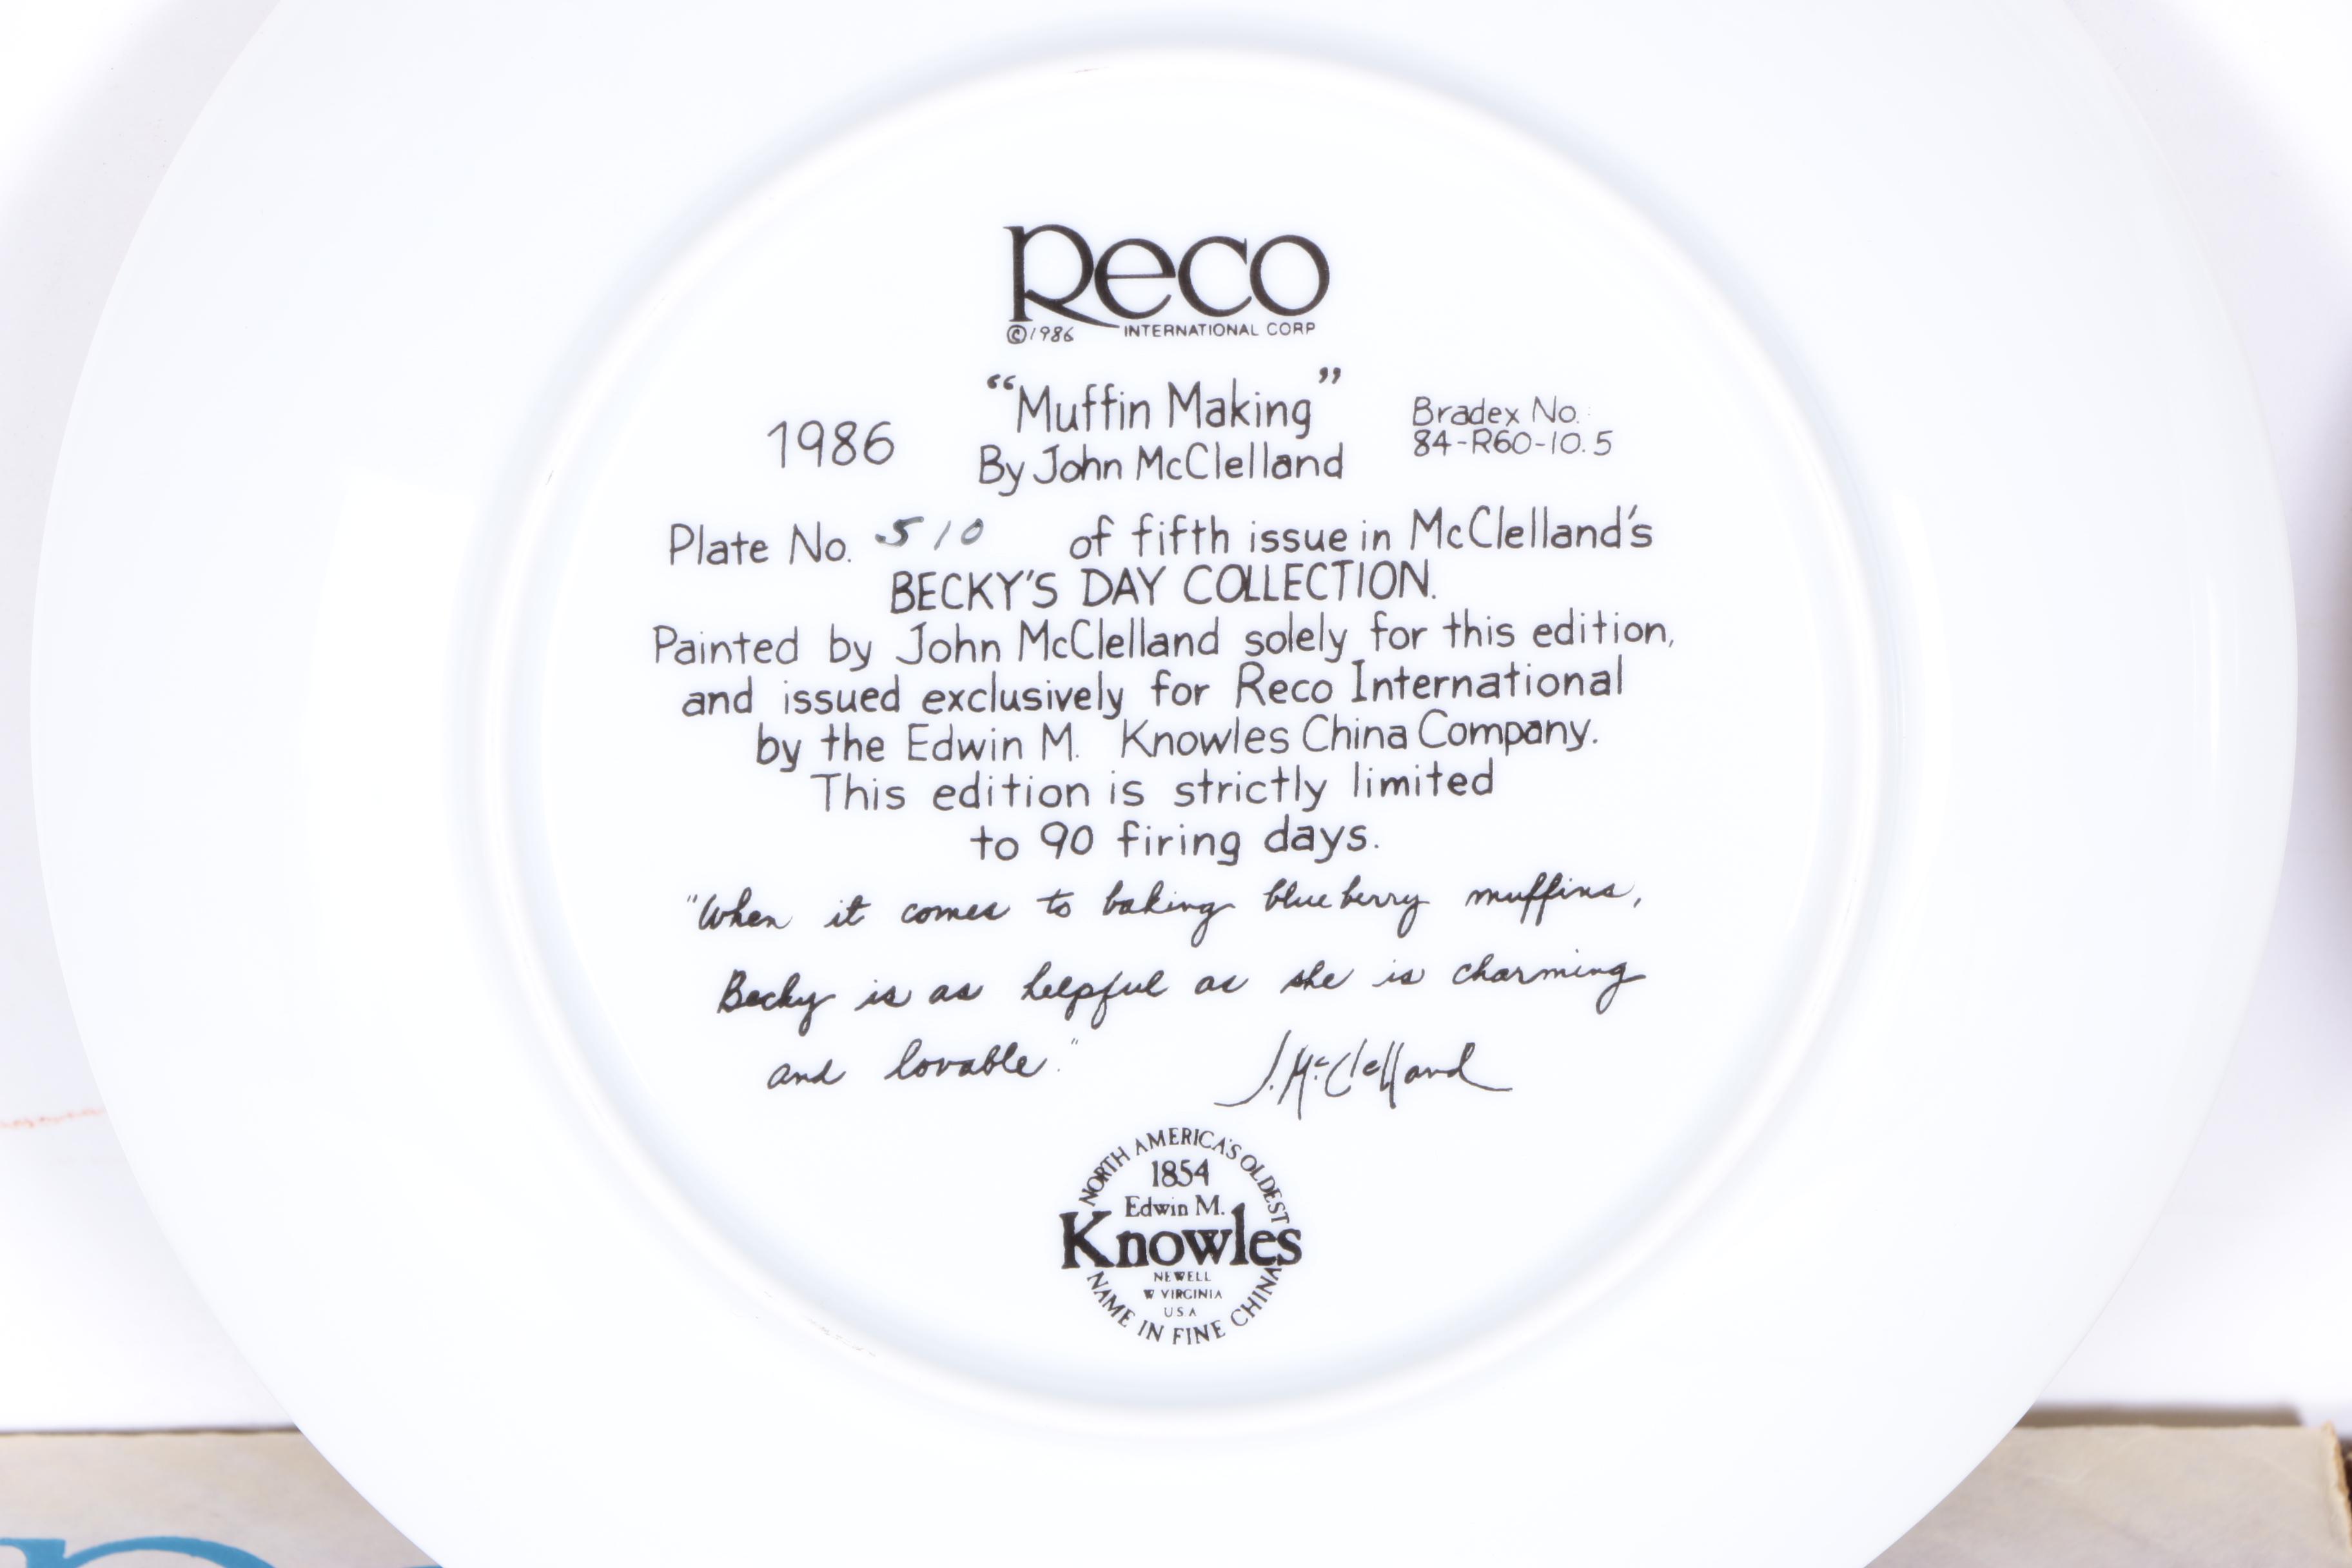 Reco
©1986 INTERNATIONAL CORP
"Muffin Making"
1986 By John McClelland
Bradex No.
84-R60-10.5
Plate No. 510 of fifth issue in McClelland's
BECKY'S DAY COLLECTION.
Painted by John McClelland solely for this edition,
and issued exclusively for Reco International
by the Edwin M. Knowles China Company.
This edition is strictly limited
to 90 firing days.
"When it comes to baking blueberry muffins,
Becky is as helpful as she is charming
and lovable." J. McClelland
NORTH AMERICA'S OLDEST
1854
Edwin M.
Knowles
NEWELL
W VIRGINIA
USA
NAME IN FINE CHINA